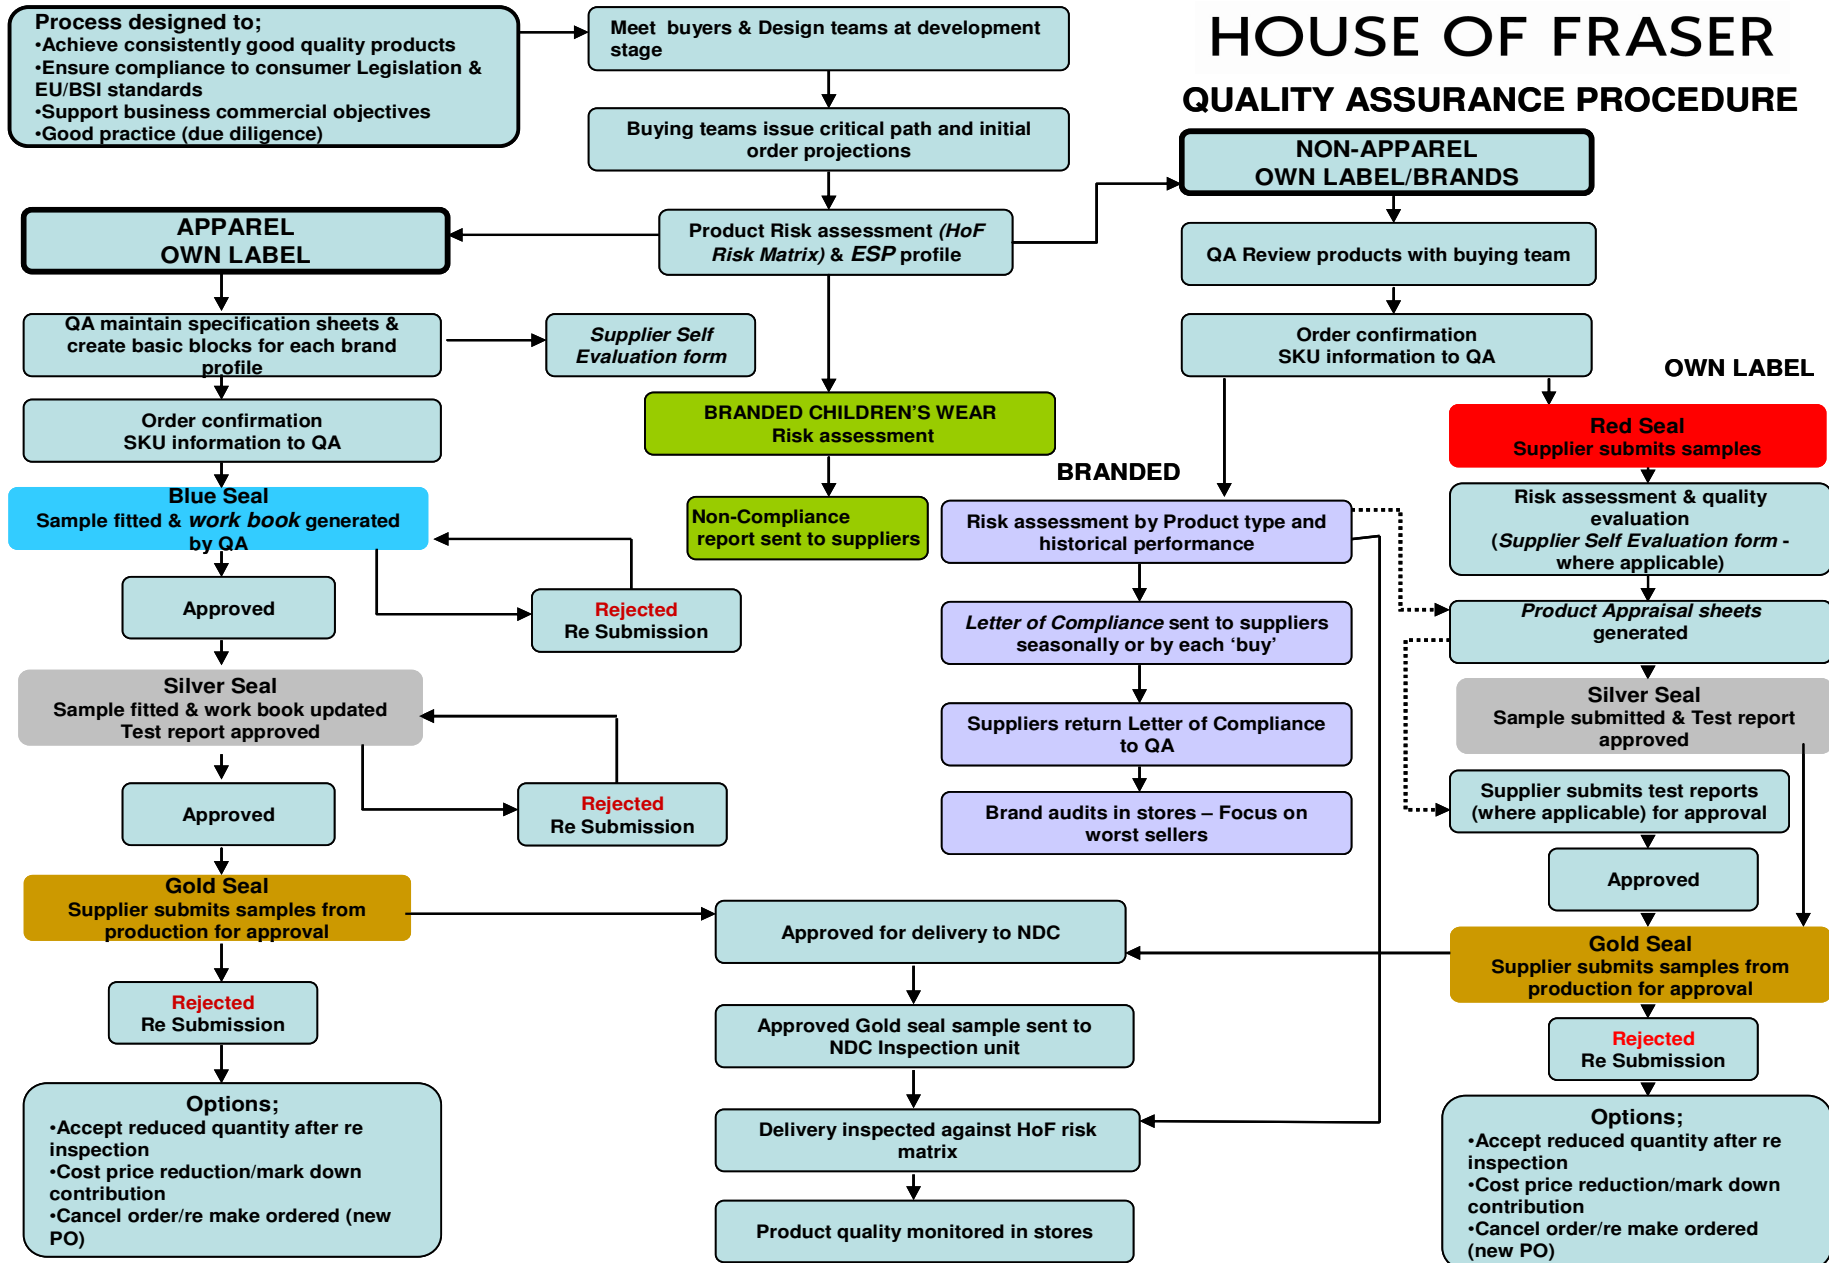 Process designed to;
•Achieve consistently good quality products
•Ensure compliance to consumer Legislation &
EU/BSI standards
•Support business commercial objectives
•Good practice (due diligence)
Meet buyers & Design teams at development
stage
HOUSE OF FRASER
QUALITY ASSURANCE PROCEDURE
Buying teams issue critical path and initial
order projections
NON-APPAREL
OWN LABEL/BRANDS
APPAREL
OWN LABEL
Product Risk assessment (HoF
Risk Matrix) & ESP profile
QA Review products with buying team
QA maintain specification sheets &
create basic blocks for each brand
profile
Supplier Self
Evaluation form
Order confirmation
SKU information to QA
OWN LABEL
Order confirmation
SKU information to QA
BRANDED CHILDREN'S WEAR
Risk assessment
Red Seal
Supplier submits samples
BRANDED
Blue Seal
Sample fitted & work book generated
by QA
Non-Compliance
report sent to suppliers
Risk assessment by Product type and
historical performance
Risk assessment & quality
evaluation
(Supplier Self Evaluation form -
where applicable)
Approved
Rejected
Re Submission
Letter of Compliance sent to suppliers
seasonally or by each ‘buy’
Product Appraisal sheets
generated
Silver Seal
Sample fitted & work book updated
Test report approved
Suppliers return Letter of Compliance
to QA
Silver Seal
Sample submitted & Test report
approved
Approved
Rejected
Re Submission
Brand audits in stores – Focus on
worst sellers
Supplier submits test reports
(where applicable) for approval
Approved
Gold Seal
Supplier submits samples from
production for approval
Approved for delivery to NDC
Gold Seal
Supplier submits samples from
production for approval
Rejected
Re Submission
Approved Gold seal sample sent to
NDC Inspection unit
Rejected
Re Submission
Options;
•Accept reduced quantity after re
inspection
•Cost price reduction/mark down
contribution
•Cancel order/re make ordered (new
PO)
Delivery inspected against HoF risk
matrix
Product quality monitored in stores
Options;
•Accept reduced quantity after re
inspection
•Cost price reduction/mark down
contribution
•Cancel order/re make ordered
(new PO)